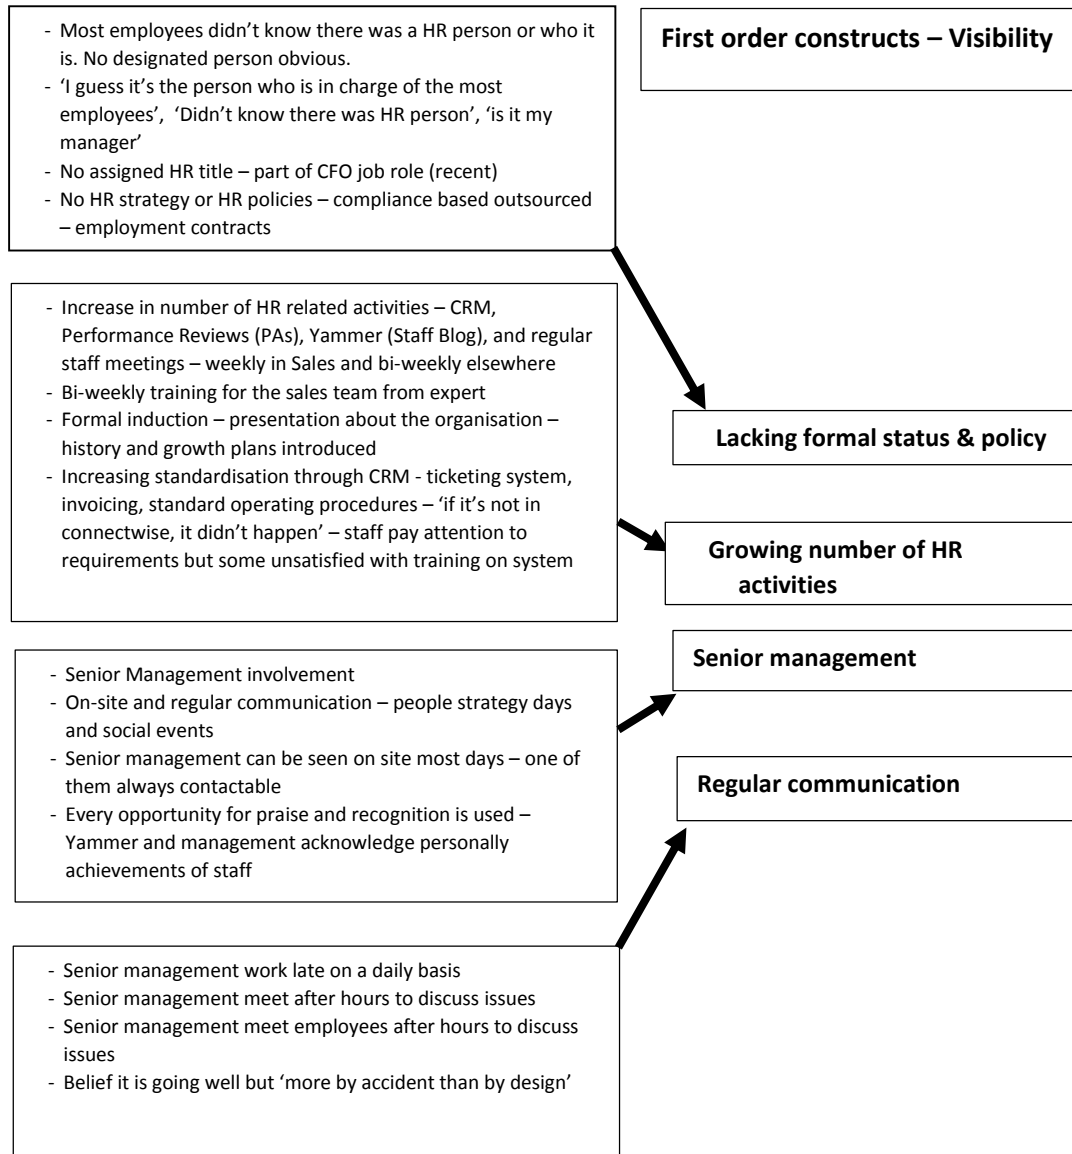 - Most employees didn’t know there was a HR person or who it
is. No designated person obvious.
- ‘I guess it’s the person who is in charge of the most
employees’, ‘Didn’t know there was HR person’, ‘is it my
manager’
- No assigned HR title – part of CFO job role (recent)
- No HR strategy or HR policies – compliance based outsourced
– employment contracts
First order constructs – Visibility
- Increase in number of HR related activities – CRM,
Performance Reviews (PAs), Yammer (Staff Blog), and regular
staff meetings – weekly in Sales and bi-weekly elsewhere
- Bi-weekly training for the sales team from expert
- Formal induction – presentation about the organisation –
history and growth plans introduced
- Increasing standardisation through CRM - ticketing system,
invoicing, standard operating procedures – ‘if it’s not in
connectwise, it didn’t happen’ – staff pay attention to
requirements but some unsatisfied with training on system
Lacking formal status & policy
Growing number of HR
activities
- Senior Management involvement
- On-site and regular communication – people strategy days
and social events
- Senior management can be seen on site most days – one of
them always contactable
- Every opportunity for praise and recognition is used –
Yammer and management acknowledge personally
achievements of staff
Senior management
Regular communication
- Senior management work late on a daily basis
- Senior management meet after hours to discuss issues
- Senior management meet employees after hours to discuss
issues
- Belief it is going well but ‘more by accident than by design’